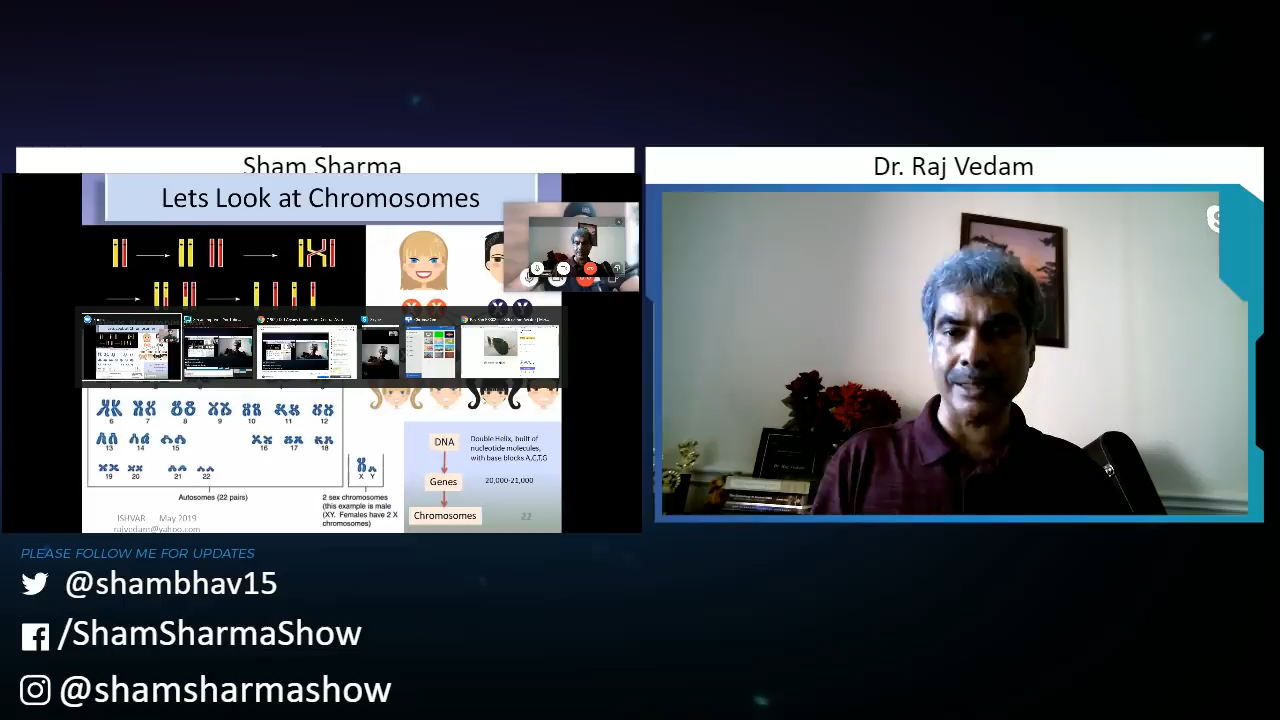 Sham Sharma
Dr. Raj Vedam
Lets Look at Chromosomes
6 7 8 9 10 11 12
13 14 15 16 17 18
19 20 21 22
X Y
Autosomes (22 pairs)
2 sex chromosomes
(this example is male
(XY. Females have 2 X
chromosomes)
DNA
Double Helix, built of
nucleotide molecules,
with base blocks A,C,T,G
Genes
20,000-21,000
Chromosomes
22
ISHVAR May 2019
rajvedam@yahoo.com
PLEASE FOLLOW ME FOR UPDATES
@shambhav15
/ShamSharmaShow
@shamsharmashow